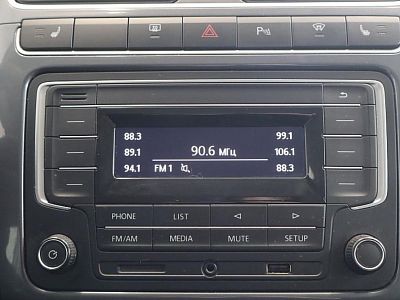 88.3 99.1
89.1 90.6 МГц 106.1
94.1 FM 1 88.3
PHONE LIST
FM/AM MEDIA MUTE SETUP